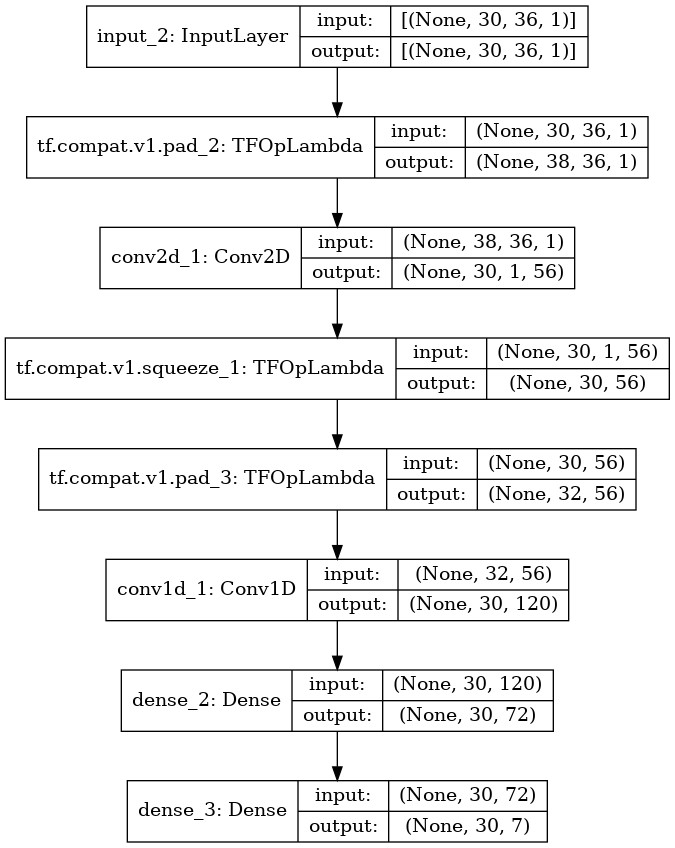 input_2: InputLayer
input: [(None, 30, 36, 1)]
output: [(None, 30, 36, 1)]
tf.compat.v1.pad_2: TFOpLambda
input: (None, 30, 36, 1)
output: (None, 38, 36, 1)
conv2d_1: Conv2D
input: (None, 38, 36, 1)
output: (None, 30, 1, 56)
tf.compat.v1.squeeze_1: TFOpLambda
input: (None, 30, 1, 56)
output: (None, 30, 56)
tf.compat.v1.pad_3: TFOpLambda
input: (None, 30, 56)
output: (None, 32, 56)
conv1d_1: Conv1D
input: (None, 32, 56)
output: (None, 30, 120)
dense_2: Dense
input: (None, 30, 120)
output: (None, 30, 72)
dense_3: Dense
input: (None, 30, 72)
output: (None, 30, 7)